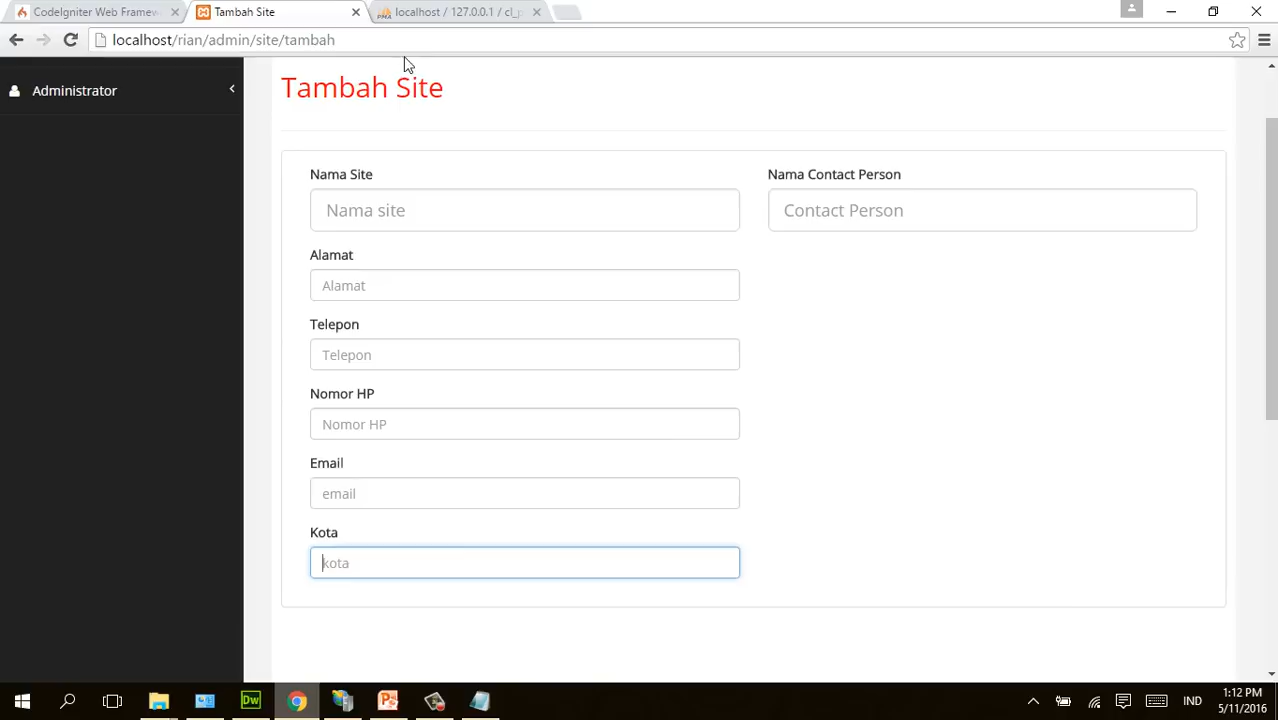 CodeIgniter Web Framew
Tambah Site
localhost / 127.0.0.1 / cl_p
localhost/rian/admin/site/tambah
Administrator
Tambah Site
Nama Site
Nama Contact Person
Nama site
Contact Person
Alamat
Alamat
Telepon
Telepon
Nomor HP
Nomor HP
Email
email
Kota
kota
Dw
IND
1:12 PM
5/11/2016